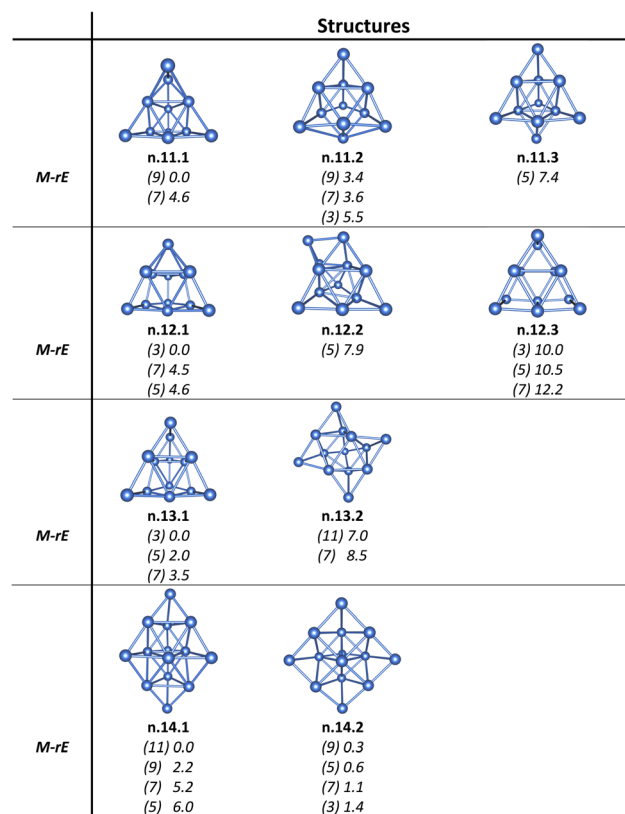 Structures
n.11.1 n.11.2 n.11.3
M-rE (9) 0.0 (9) 3.4 (5) 7.4
(7) 4.6 (7) 3.6
(3) 5.5
n.12.1 n.12.2 n.12.3
M-rE (3) 0.0 (5) 7.9 (3) 10.0
(7) 4.5 (5) 10.5
(5) 4.6 (7) 12.2
n.13.1 n.13.2
M-rE (3) 0.0 (11) 7.0
(5) 2.0 (7) 8.5
(7) 3.5
n.14.1 n.14.2
M-rE (11) 0.0 (9) 0.3
(9) 2.2 (5) 0.6
(7) 5.2 (7) 1.1
(5) 6.0 (3) 1.4